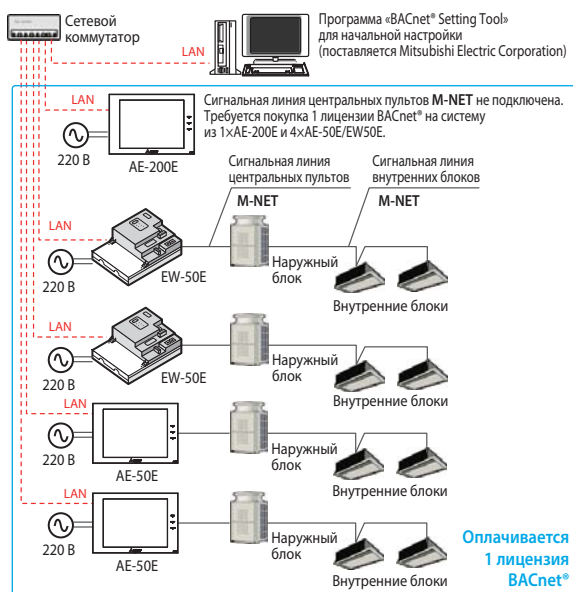 Сетевой
коммутатор
LAN
Программа «BACnet® Setting Tool»
для начальной настройки
(поставляется Mitsubishi Electric Corporation)
LAN
Сигнальная линия центральных пультов M-NET не подключена.
Требуется покупка 1 лицензии BACnet® на систему
из 1×AE-200E и 4×AE-50E/EW50E.
220 В
AE-200E
Сигнальная линия
центральных пультов
M-NET
Сигнальная линия
внутренних блоков
M-NET
LAN
220 В
EW-50E
Наружный
блок
Внутренние блоки
LAN
220 В
EW-50E
Наружный
блок
Внутренние блоки
LAN
220 В
AE-50E
Наружный
блок
Внутренние блоки
LAN
220 В
AE-50E
Наружный
блок
Внутренние блоки
Оплачивается
1 лицензия
BACnet®